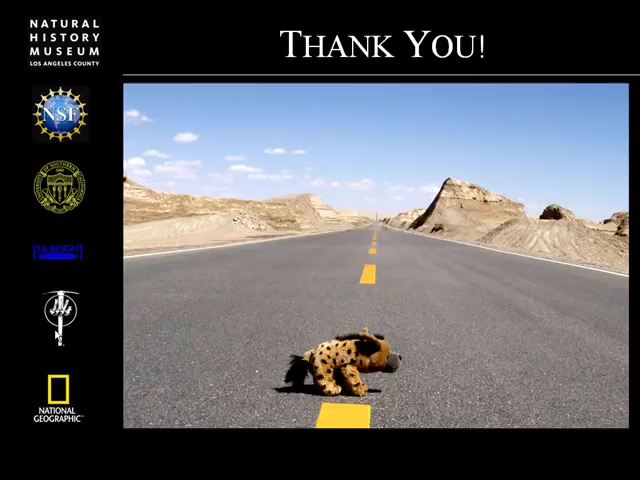 NATURAL
HISTORY
MUSEUM
LOS ANGELES COUNTY
THANK YOU!
NSF
FULBRIGHT
NATIONAL
GEOGRAPHIC